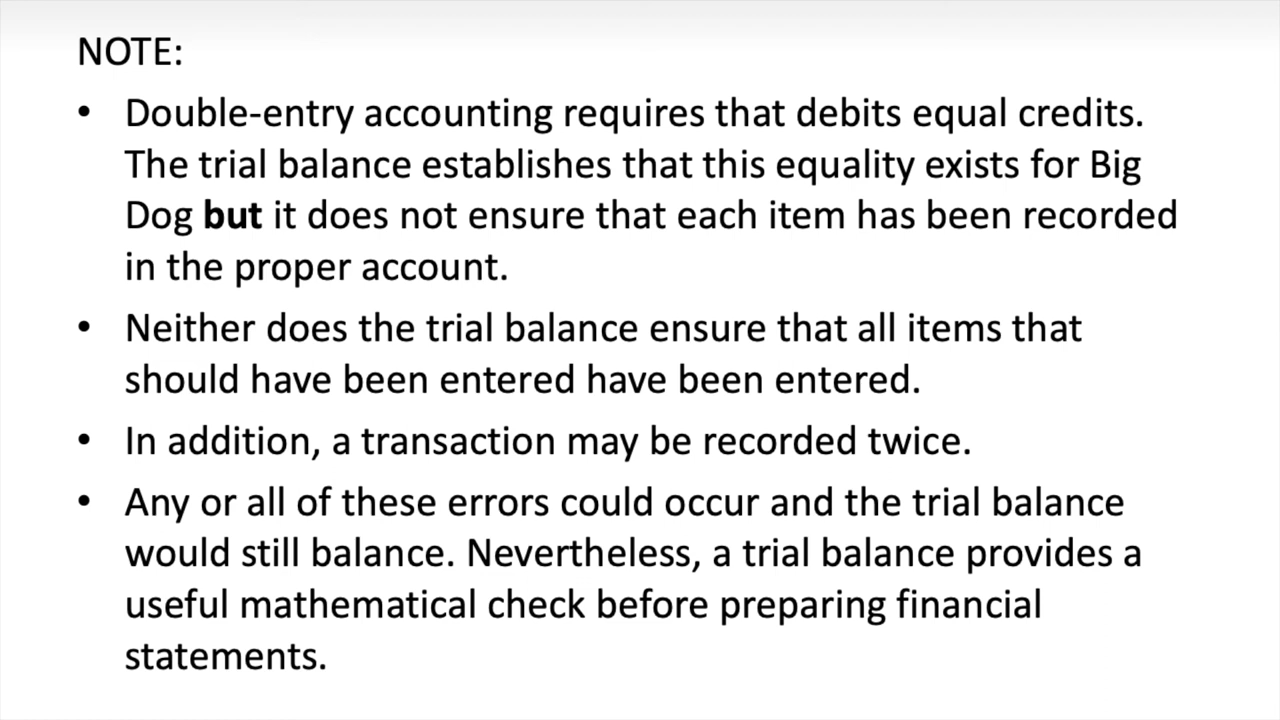 NOTE:
• Double-entry accounting requires that debits equal credits.
The trial balance establishes that this equality exists for Big
Dog but it does not ensure that each item has been recorded
in the proper account.
• Neither does the trial balance ensure that all items that
should have been entered have been entered.
• In addition, a transaction may be recorded twice.
• Any or all of these errors could occur and the trial balance
would still balance. Nevertheless, a trial balance provides a
useful mathematical check before preparing financial
statements.